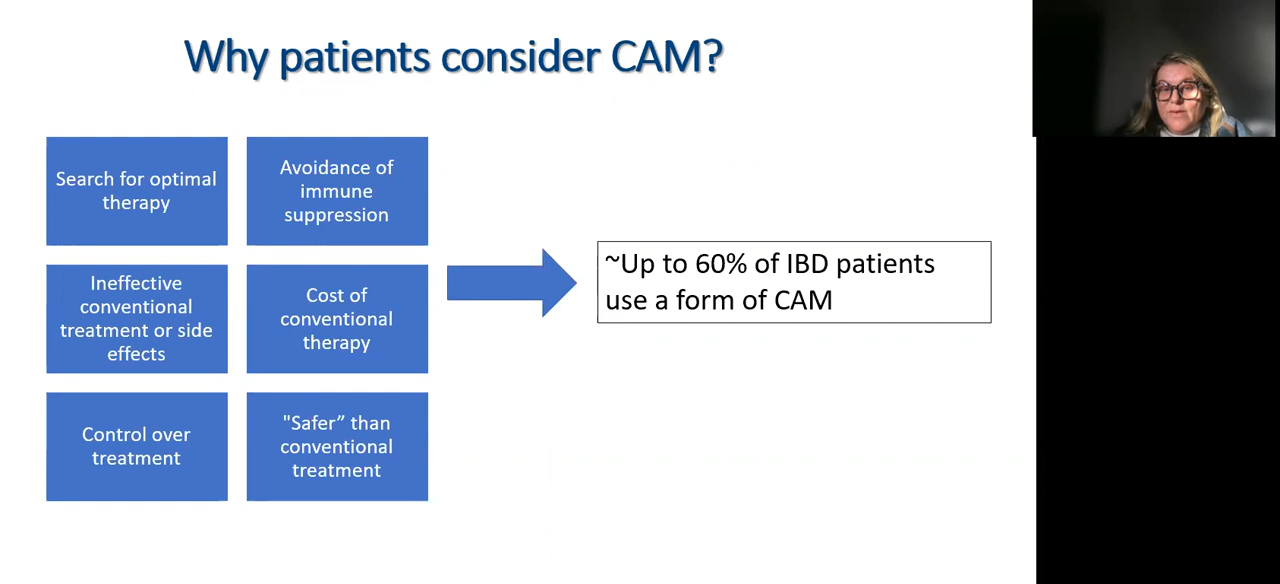 Why patients consider CAM?
Search for optimal
therapy
Avoidance of
immune
suppression
Ineffective
conventional
treatment or side
effects
Cost of
conventional
therapy
Control over
treatment
"Safer” than
conventional
treatment
~Up to 60% of IBD patients
use a form of CAM